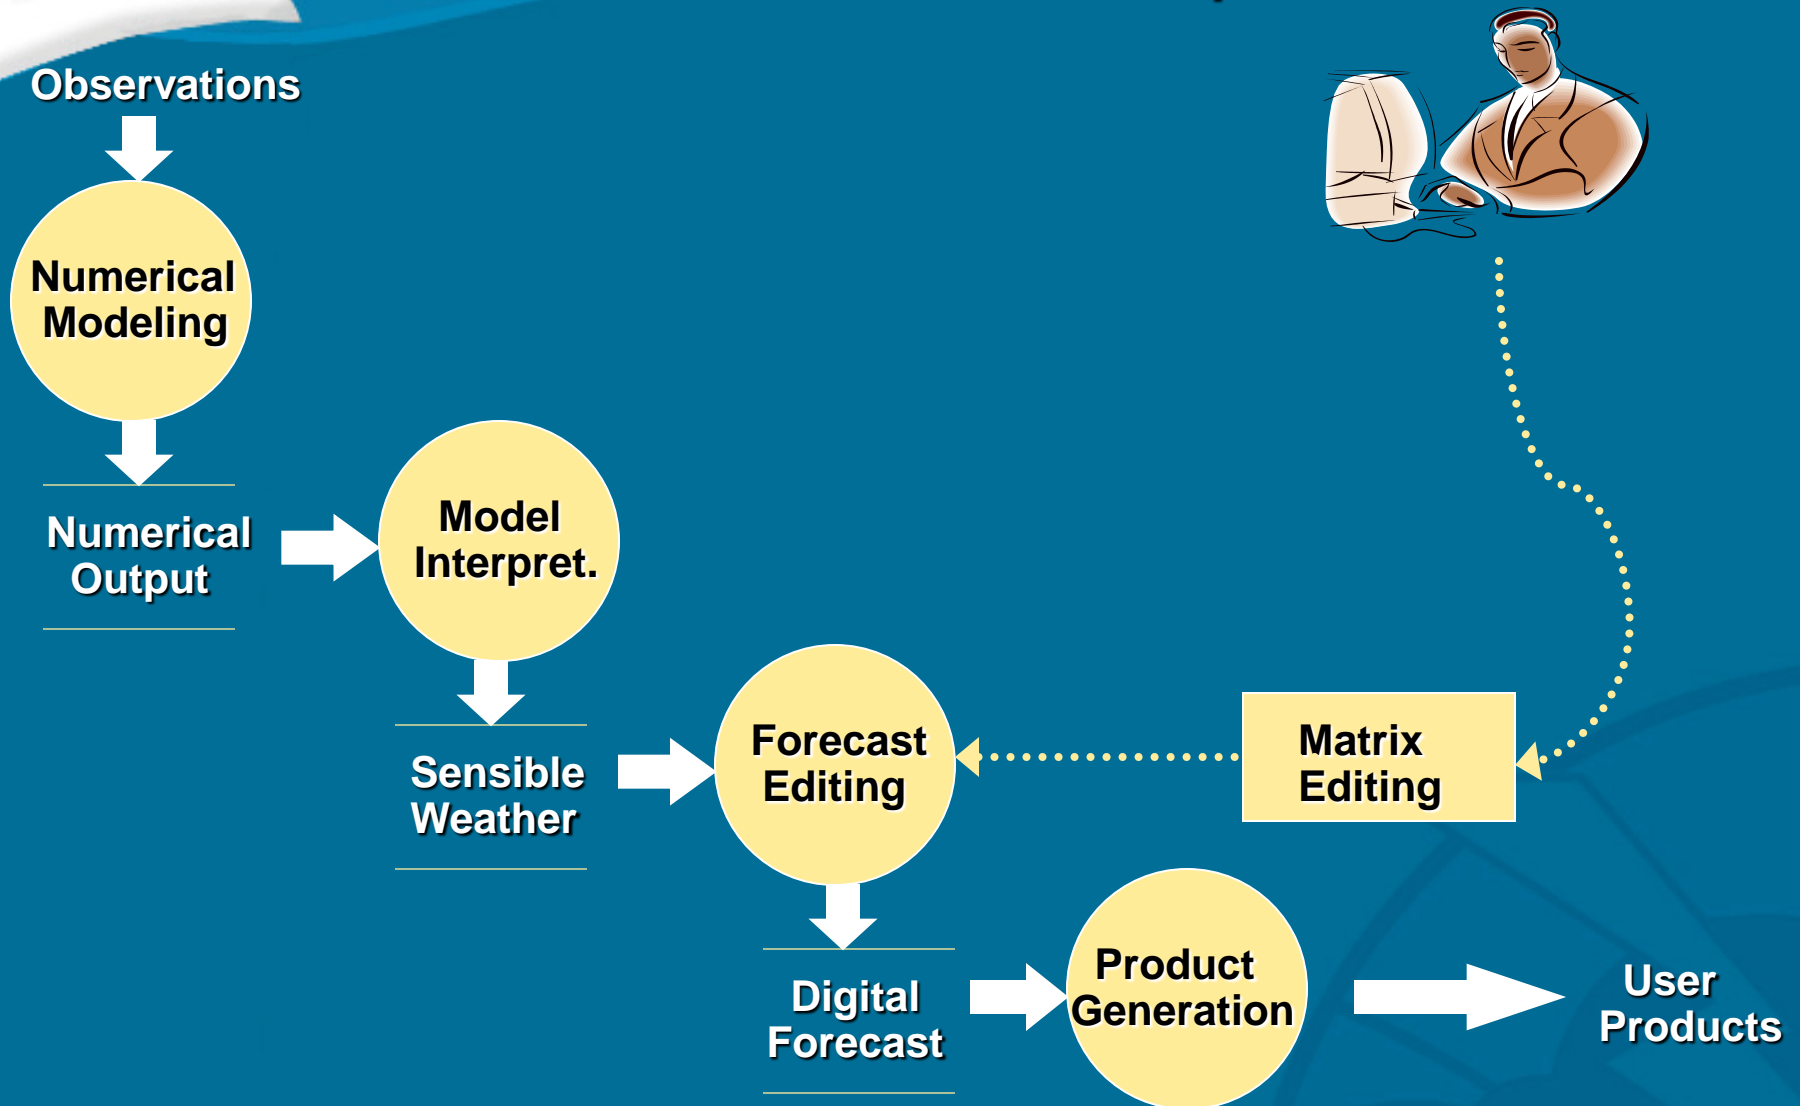 Observations
Numerical
Modeling
Numerical
Output
Model
Interpret.
Sensible
Weather
Forecast
Editing
Matrix
Editing
Digital
Forecast
Product
Generation
User
Products